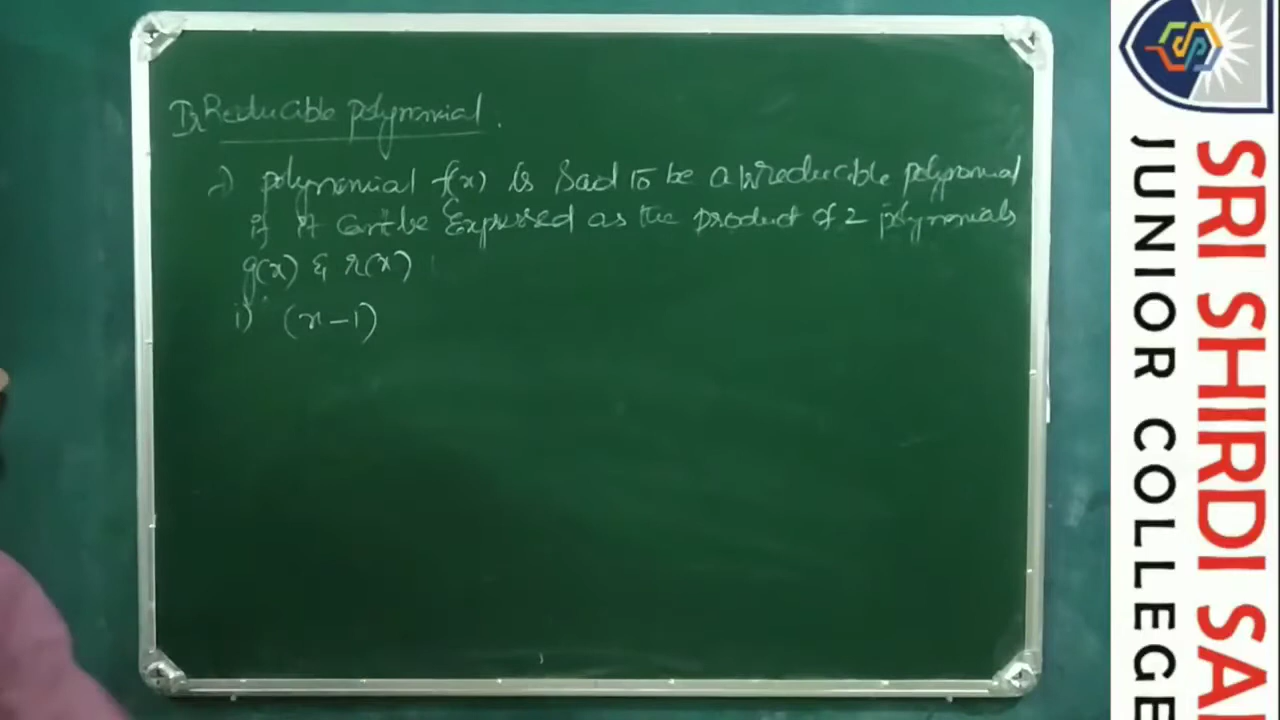 IrReducible polynomial.
A polynomial f(x) is said to be a irreducible polynomial
if it can't be Expressed as the product of 2 polynomials
g(x) & r(x)
i) (x-1)
SRI SHIRDI SAI
JUNIOR COLLEGE